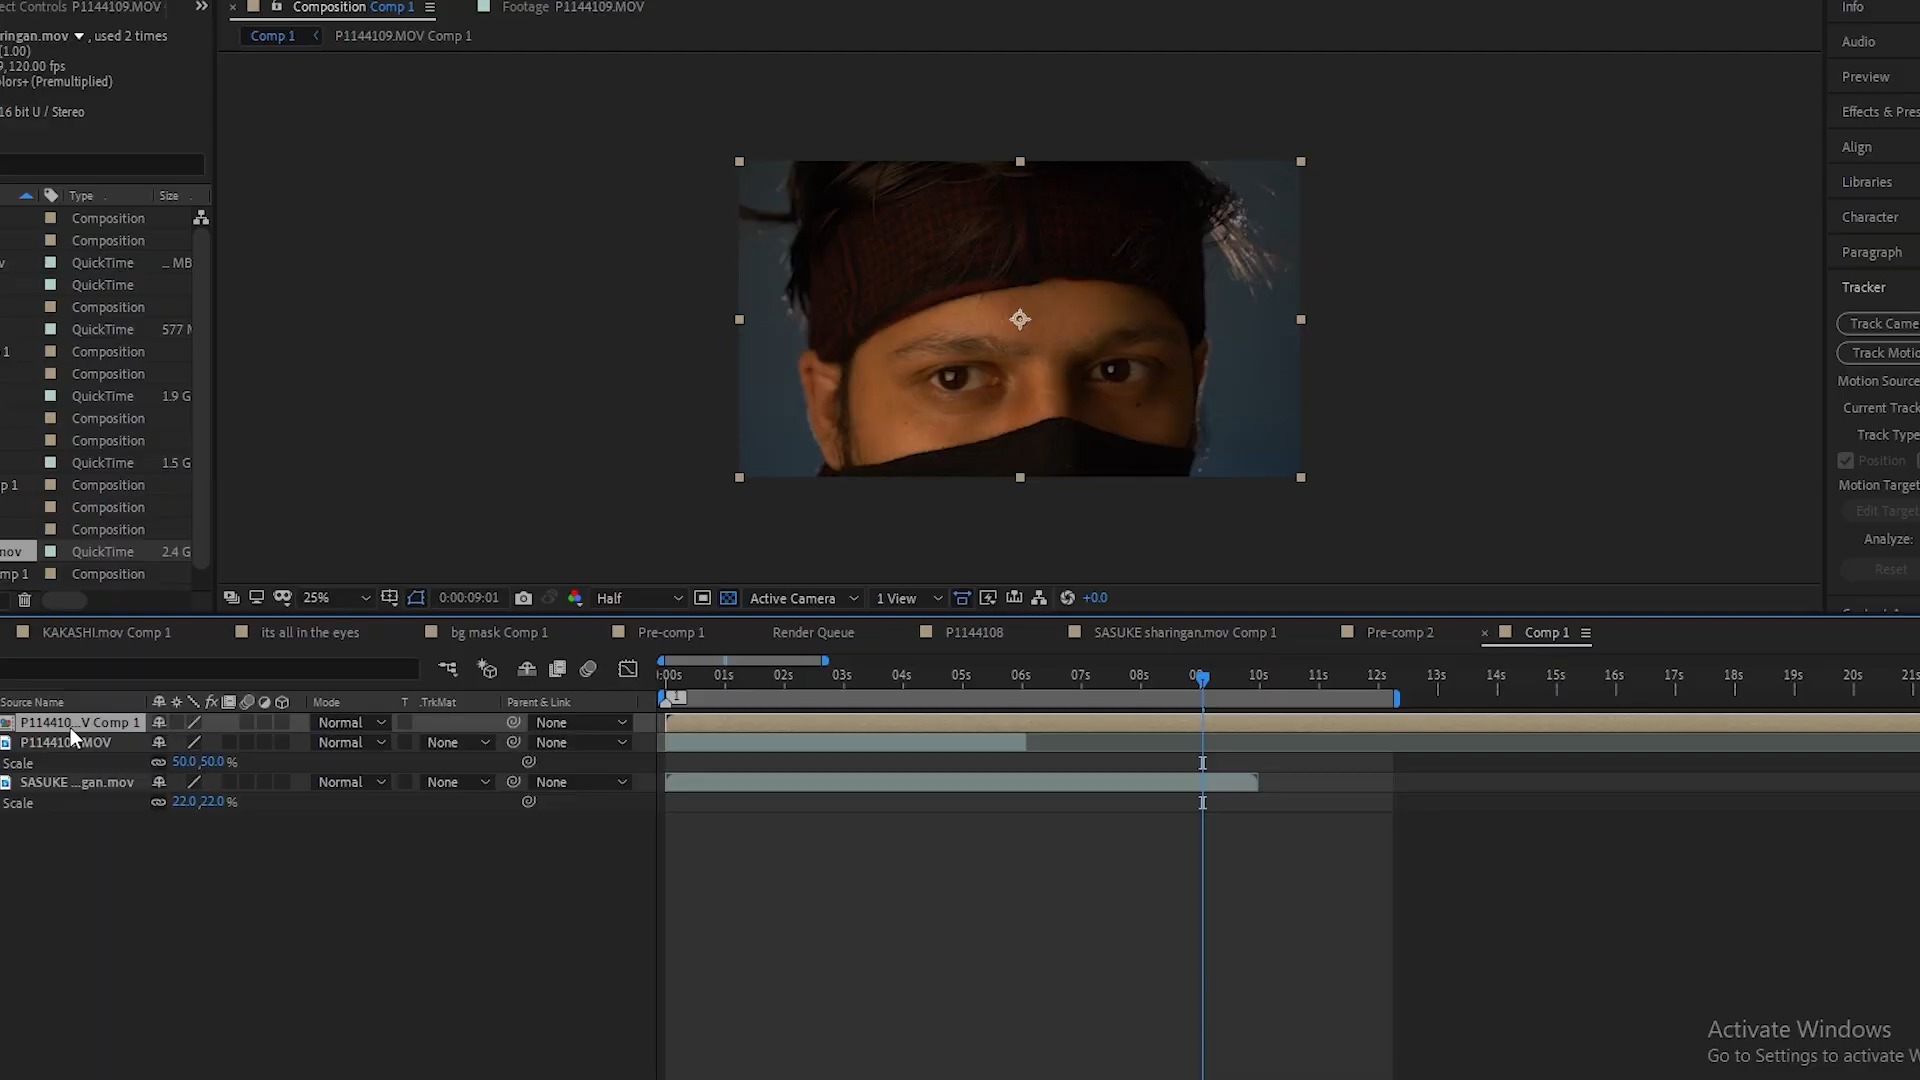 ect Controls P1144109.MOV
Composition Comp 1
Footage P1144109.MOV
Info
ringan.mov , used 2 times
Comp 1
P1144109.MOV Comp 1
Audio
(1.00)
9, 120.00 fps
Preview
olors+ (Premultiplied)
16 bit U / Stereo
Effects & Pres
Align
Libraries
Type
Size
Character
Composition
Composition
QuickTime
... MB
Paragraph
QuickTime
Tracker
Composition
QuickTime
577 M
Track Came
1
Composition
Track Motio
Composition
Motion Source
QuickTime
1.9 G
Current Track
Composition
Track Type
Composition
QuickTime
1.5 G
Position
p 1
Composition
Motion Target
Composition
Edit Target
Composition
Analyze:
mov
QuickTime
2.4 G
Reset
mp 1
Composition
25%
0:00:09:01
Half
Active Camera
1 View
+0.0
KAKASHI.mov Comp 1
its all in the eyes
bg mask Comp 1
Pre-comp 1
Render Queue
P1144108
SASUKE sharingan.mov Comp 1
Pre-comp 2
Comp 1
:00s
01s
02s
03s
04s
05s
06s
07s
08s
10s
11s
12s
13s
14s
15s
16s
17s
18s
19s
20s
21s
Source Name
fx
Mode
T
.TrkMat
Parent & Link
1
P114410...V Comp 1
Normal
None
MOV
Normal
None
None
Scale
50.0,50.0 %
SASUKE ...gan.mov
Normal
None
None
Scale
22.0,22.0 %
Activate Windows
Go to Settings to activate W